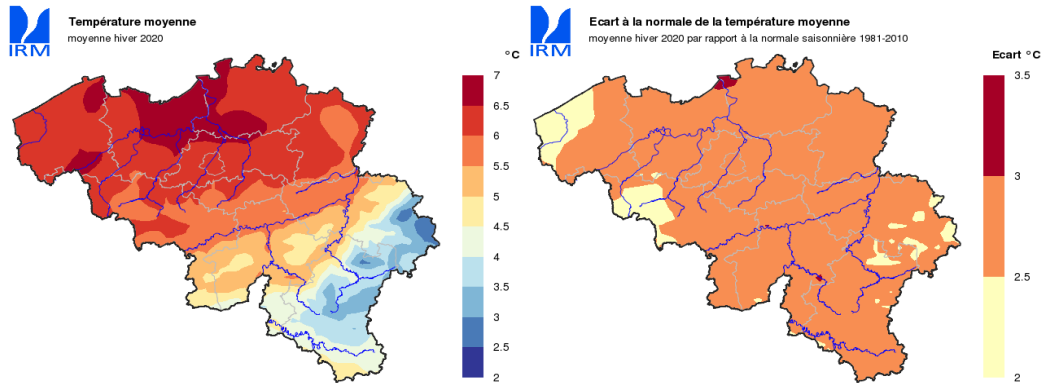 IRM
Température moyenne
moyenne hiver 2020
°C
7
6.5
6
5.5
5
4.5
4
3.5
3
2.5
2
IRM
Ecart à la normale de la température moyenne
moyenne hiver 2020 par rapport à la normale saisonnière 1981-2010
Ecart °C
3.5
3
2.5
2